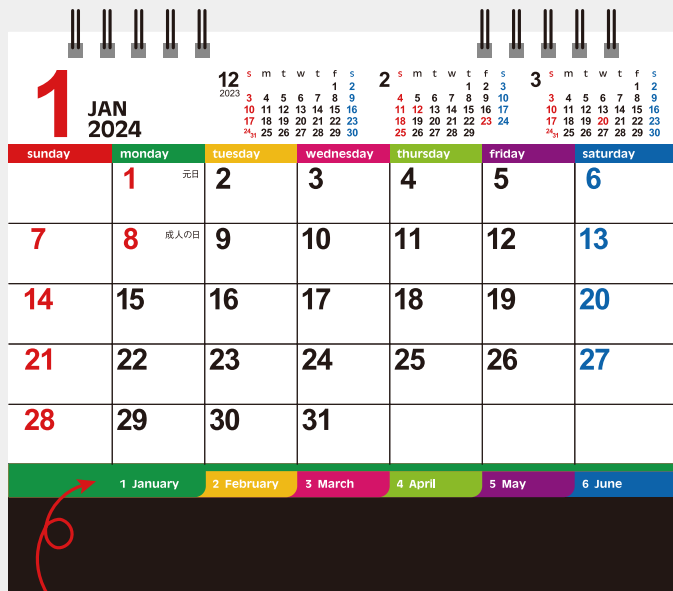 1
JAN
2024
12
2023
s m t w t f s
1 2
3 4 5 6 7 8 9
10 11 12 13 14 15 16
17 18 19 20 21 22 23
24/31 25 26 27 28 29 30
2
s m t w t f s
1 2 3
4 5 6 7 8 9 10
11 12 13 14 15 16 17
18 19 20 21 22 23 24
25 26 27 28 29
3
s m t w t f s
1 2
3 4 5 6 7 8 9
10 11 12 13 14 15 16
17 18 19 20 21 22 23
24/31 25 26 27 28 29 30
sunday monday tuesday wednesday thursday friday saturday
1 元日 2 3 4 5 6
7 8 成人の日 9 10 11 12 13
14 15 16 17 18 19 20
21 22 23 24 25 26 27
28 29 30 31
1 January 2 February 3 March 4 April 5 May 6 June